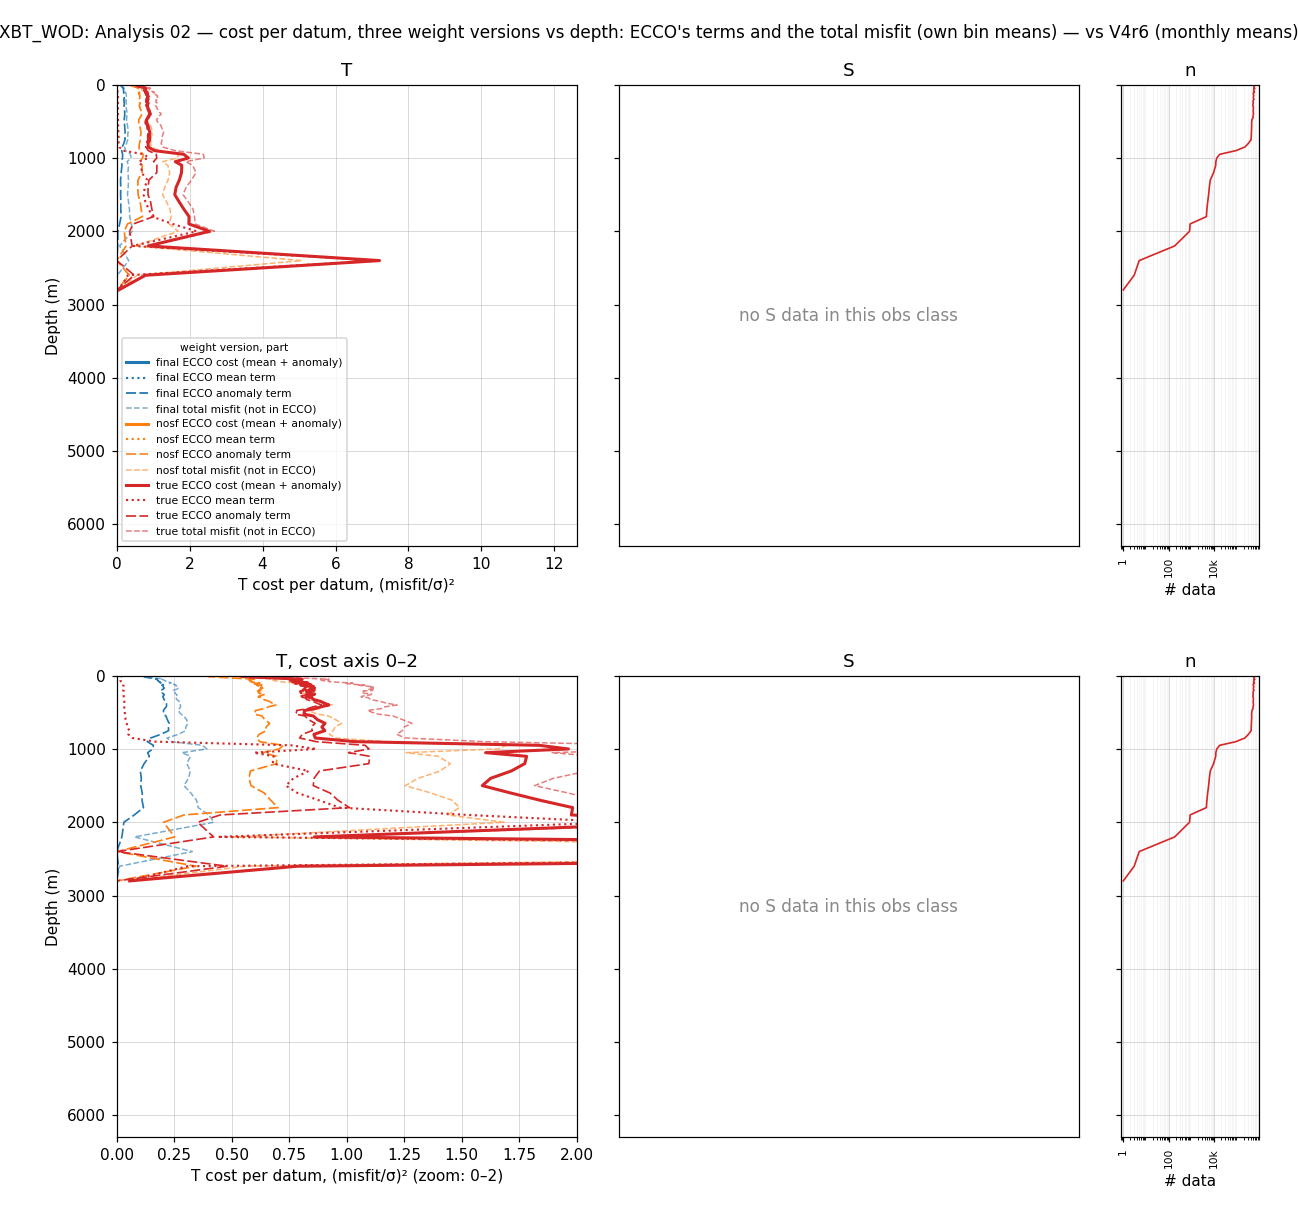 XBT_WOD: Analysis 02 — cost per datum, three weight versions vs depth: ECCO's terms and the total misfit (own bin means) — vs V4r6 (monthly means)
T
S
n
0
1000
2000
3000
4000
5000
6000
Depth (m)
weight version, part
final ECCO cost (mean + anomaly)
final ECCO mean term
final ECCO anomaly term
final total misfit (not in ECCO)
nosf ECCO cost (mean + anomaly)
nosf ECCO mean term
nosf ECCO anomaly term
nosf total misfit (not in ECCO)
true ECCO cost (mean + anomaly)
true ECCO mean term
true ECCO anomaly term
true total misfit (not in ECCO)
no S data in this obs class
0 2 4 6 8 10 12
T cost per datum, (misfit/σ)²
1 100 10k
# data
T, cost axis 0–2
S
n
0
1000
2000
3000
4000
5000
6000
Depth (m)
no S data in this obs class
0.00 0.25 0.50 0.75 1.00 1.25 1.50 1.75 2.00
T cost per datum, (misfit/σ)² (zoom: 0–2)
1 100 10k
# data